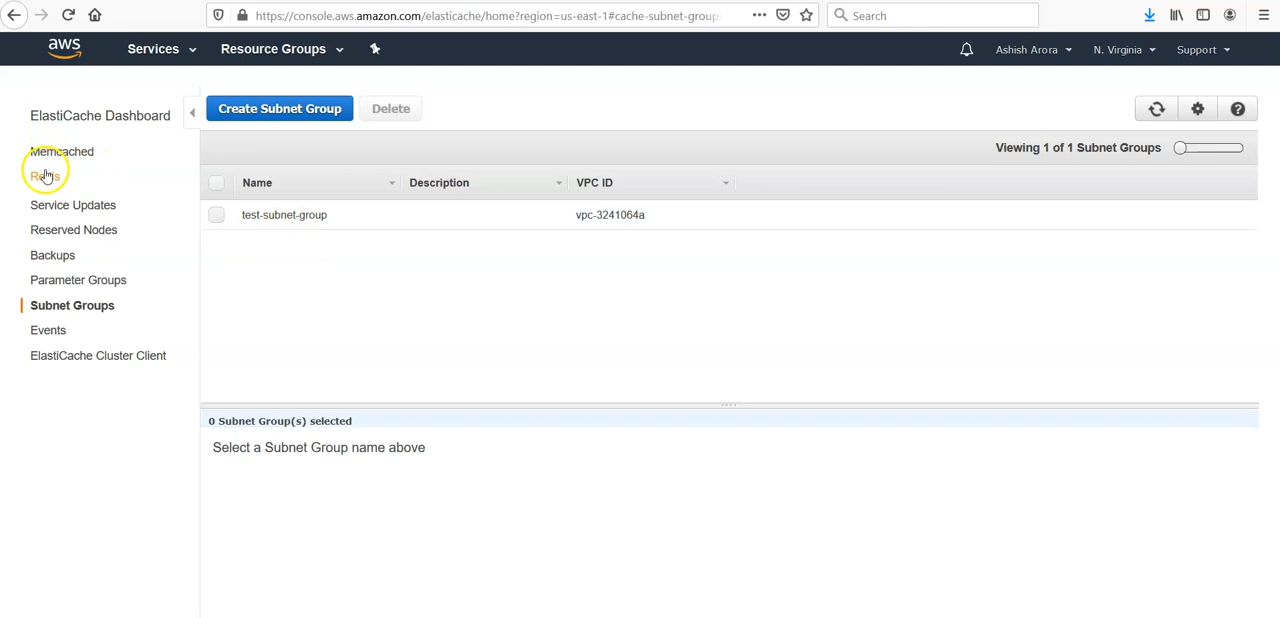 https://console.aws.amazon.com/elasticache/home?region=us-east-1#cache-subnet-group:
Search
aws
Services
Resource Groups
Ashish Arora
N. Virginia
Support
ElastiCache Dashboard
Memcached
Redis
Service Updates
Reserved Nodes
Backups
Parameter Groups
Subnet Groups
Events
ElastiCache Cluster Client
Create Subnet Group
Delete
Viewing 1 of 1 Subnet Groups
Name
Description
VPC ID
test-subnet-group
vpc-3241064a
0 Subnet Group(s) selected
Select a Subnet Group name above